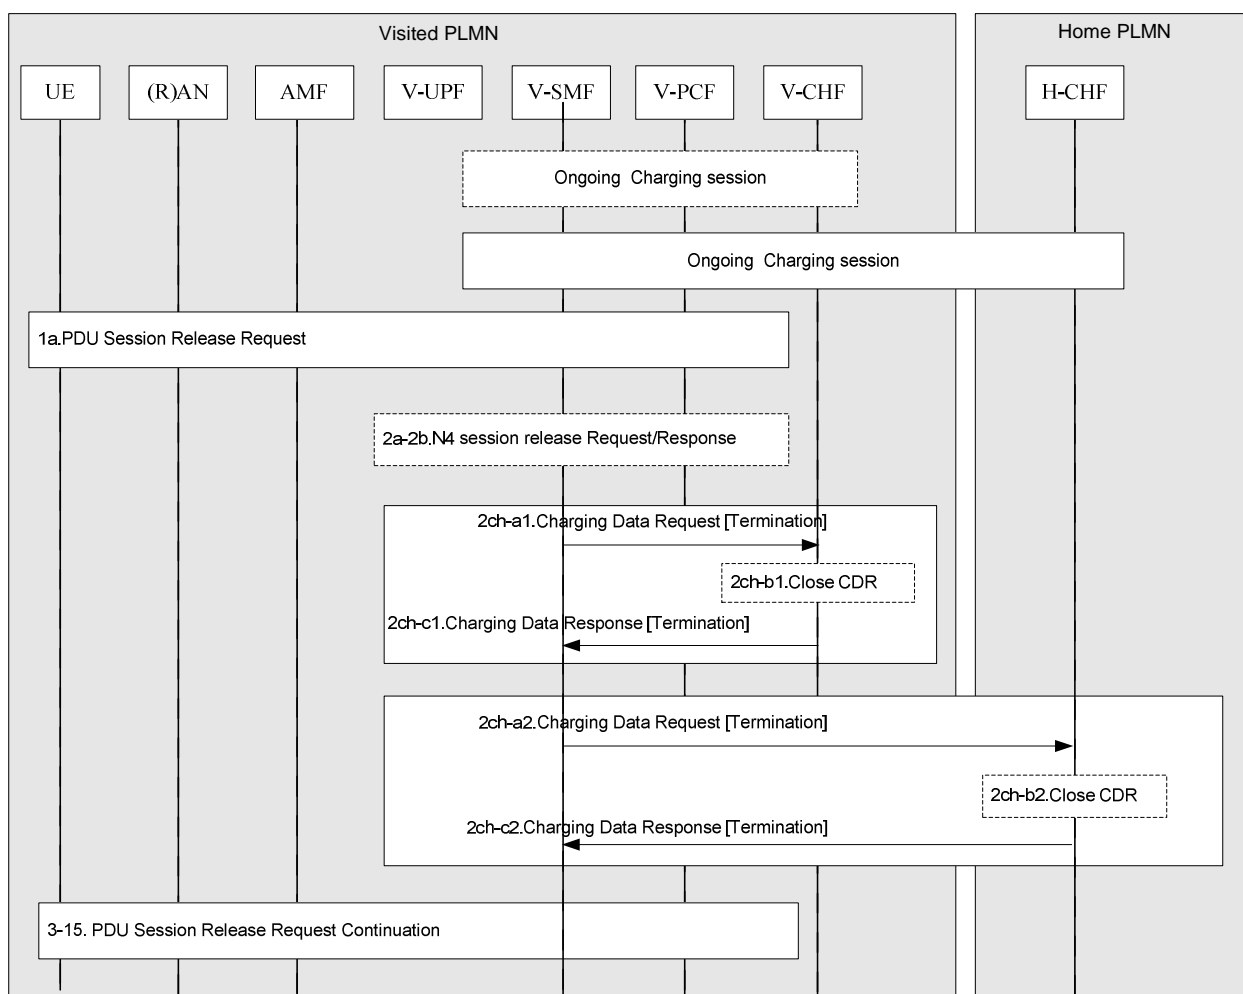 Visited PLMN
Home PLMN
UE
(R)AN
AMF
V-UPF
V-SMF
V-PCF
V-CHF
H-CHF
Ongoing Charging session
Ongoing Charging session
1a.PDU Session Release Request
2a-2b.N4 session release Request/Response
2ch-a1.Charging Data Request [Termination]
2ch-b1.Close CDR
2ch-c1.Charging Data Response [Termination]
2ch-a2.Charging Data Request [Termination]
2ch-b2.Close CDR
2ch-c2.Charging Data Response [Termination]
3-15. PDU Session Release Request Continuation